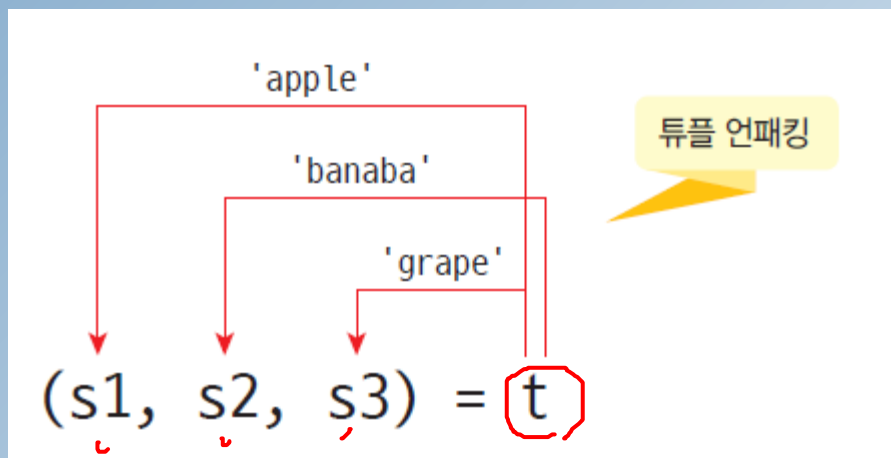 'apple'
튜플 언패킹
'banaba'
'grape'
(s1, s2, s3) = t